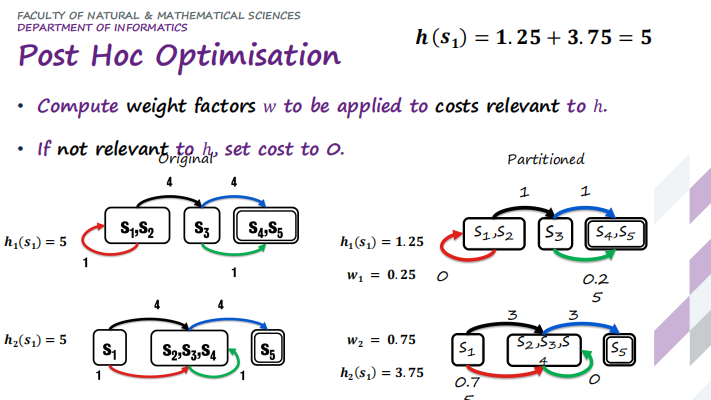 FACULTY OF NATURAL & MATHEMATICAL SCIENCES
DEPARTMENT OF INFORMATICS
Post Hoc Optimisation
h(s₁) = 1.25 + 3.75 = 5
• Compute weight factors w to be applied to costs relevant to h.
• If not relevant to h, set cost to 0.
Original
Partitioned
4 4
S₁,S₂ S₃ S₄,S₅
h₁(s₁) = 5
1
1
1 1
S₁,S₂ S₃ S₄,S₅
h₁(s₁) = 1.25
w₁ = 0.25
0
0.2
5
4 4
h₂(s₁) = 5
S₁ S₂,S₃,S₄ S₅
1 1
w₂ = 0.75
h₂(s₁) = 3.75
3 3
S₁ S₂,S₃,S
4
S₅
0.7
5
0